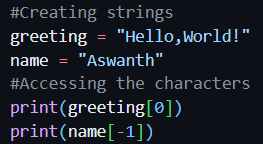 #Creating strings
greeting = "Hello,World!"
name = "Aswanth"
#Accessing the characters
print(greeting[0])
print(name[-1])